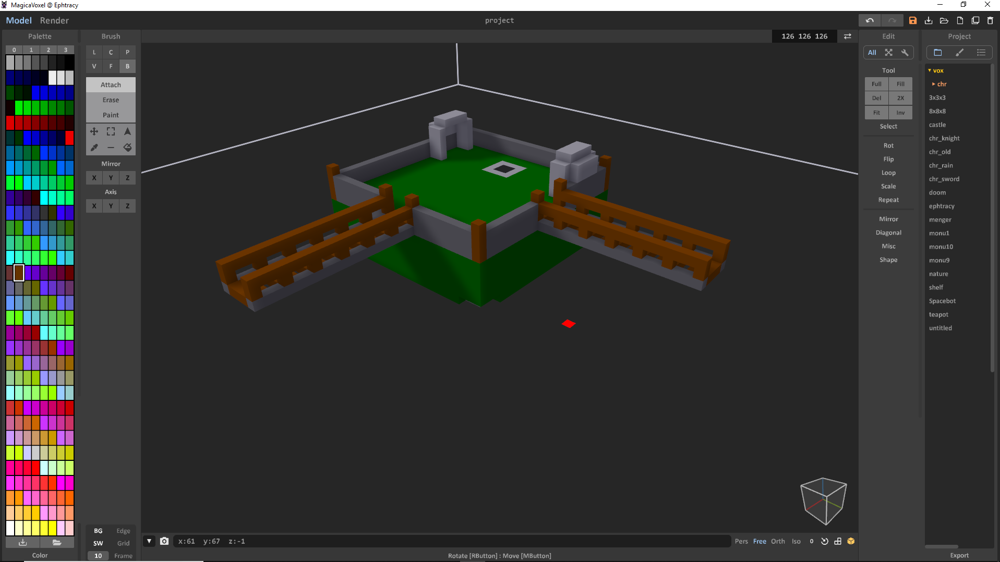 MagicaVoxel @ Ephtracy
Model Render
project
Palette
0 1 2 3
Color
Brush
L C P
V F B
Attach
Erase
Paint
Mirror
X Y Z
Axis
X Y Z
BG Edge
SW Grid
10 Frame
126 126 126
x:61 y:67 z:-1
Pers Free Orth Iso 0
Rotate [RButton] : Move [MButton]
Edit
All
Tool
Full Fill
Del 2X
Fit Inv
Select
Rot
Flip
Loop
Scale
Repeat
Mirror
Diagonal
Misc
Shape
Project
vox
chr
3x3x3
8x8x8
castle
chr_knight
chr_old
chr_rain
chr_sword
doom
ephtracy
menger
monu1
monu10
monu9
nature
shelf
Spacebot
teapot
untitled
Export